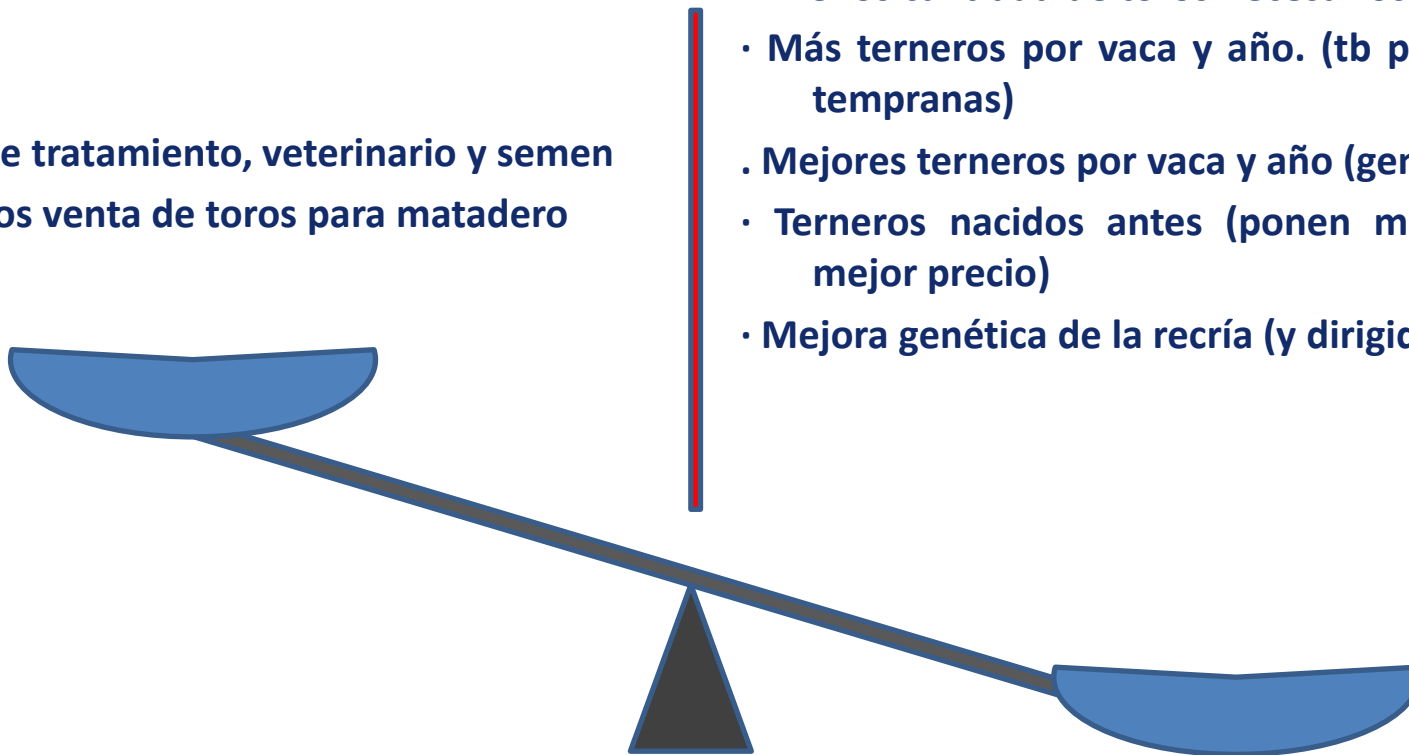 e tratamiento, veterinario y semen
os venta de toros para matadero
· Más terneros por vaca y año. (tb p
tempranas)
. Mejores terneros por vaca y año (ger
· Terneros nacidos antes (ponen m
mejor precio)
· Mejora genética de la recría (y dirigid